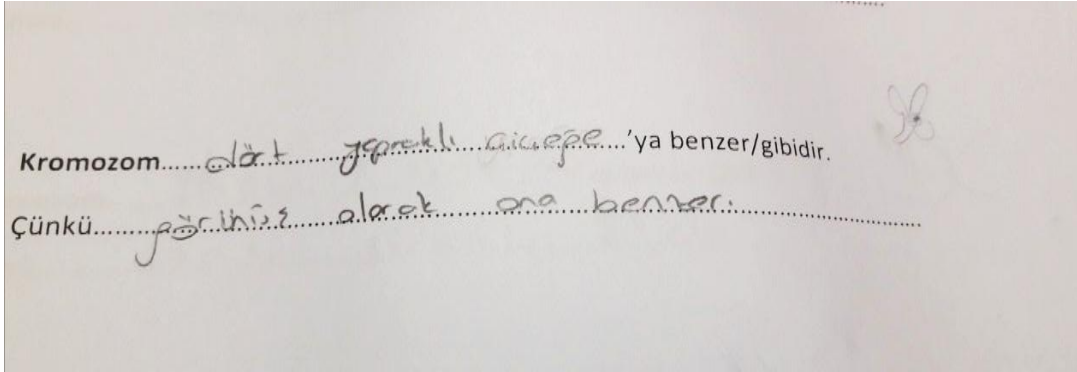 Kromozom......dört......yapraklı....çiçeğe....'ya benzer/gibidir.
Çünkü.........görünüş......olarak.........ona.......benzer..............................